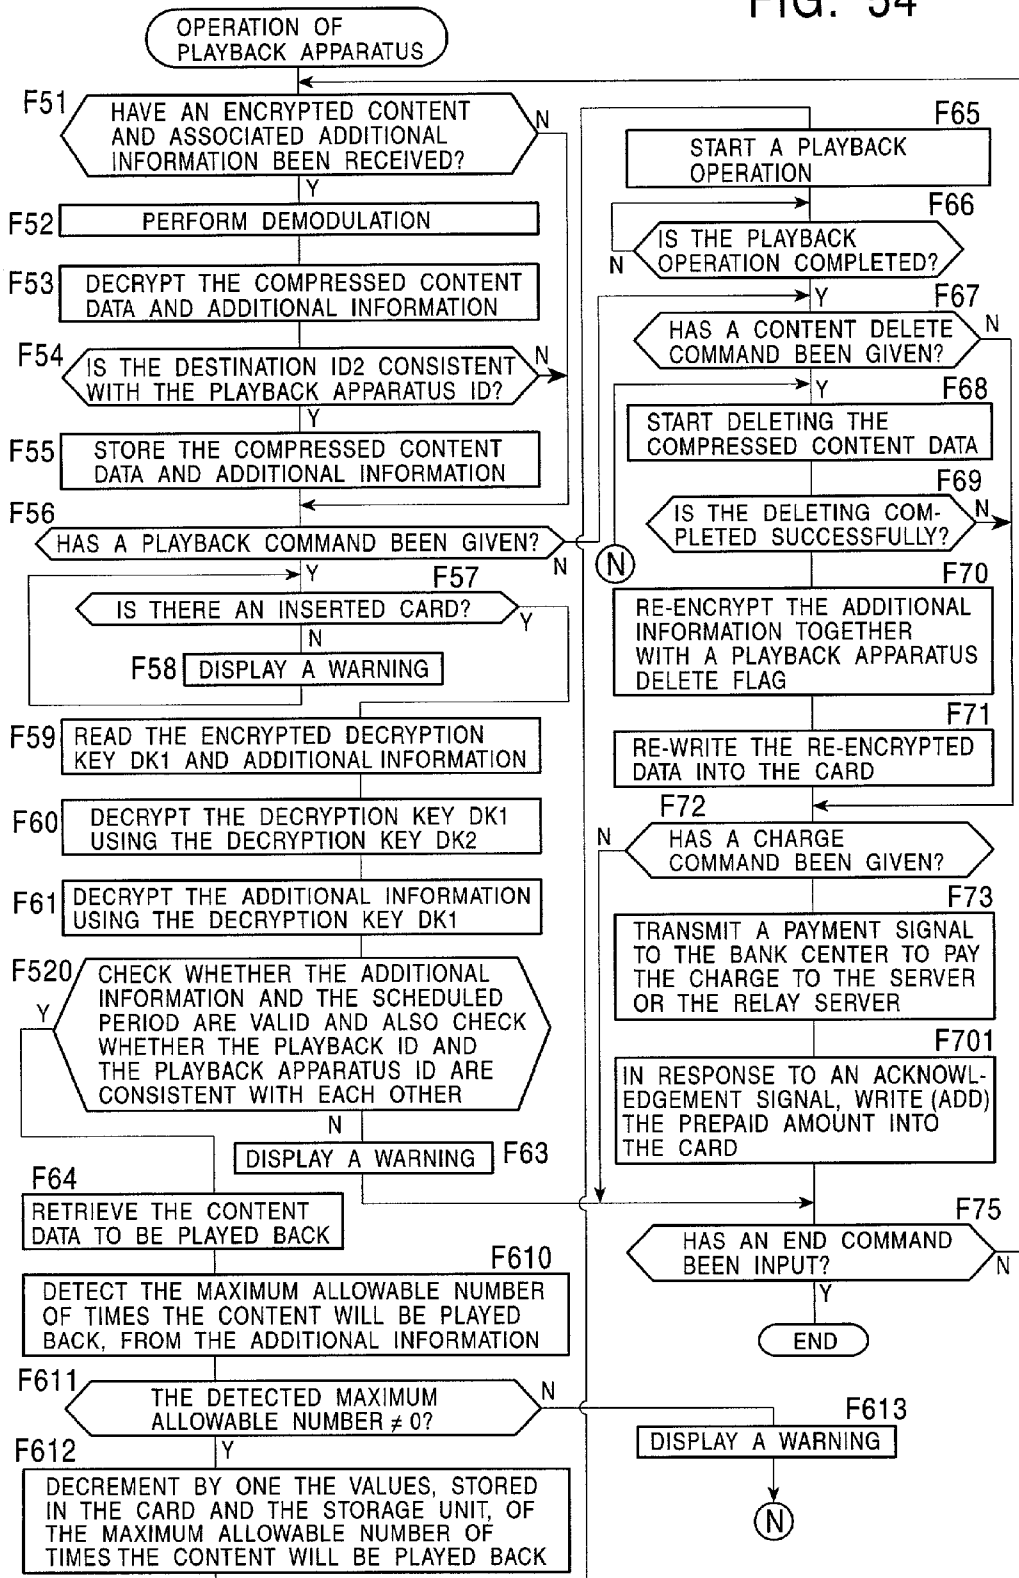 FIG. 54
OPERATION OF
PLAYBACK APPARATUS
F51
HAVE AN ENCRYPTED CONTENT
AND ASSOCIATED ADDITIONAL
INFORMATION BEEN RECEIVED?
N
Y
F52
PERFORM DEMODULATION
F53
DECRYPT THE COMPRESSED CONTENT
DATA AND ADDITIONAL INFORMATION
F54
IS THE DESTINATION ID2 CONSISTENT
WITH THE PLAYBACK APPARATUS ID?
N
Y
F55
STORE THE COMPRESSED CONTENT
DATA AND ADDITIONAL INFORMATION
F56
HAS A PLAYBACK COMMAND BEEN GIVEN?
N
Y
F57
IS THERE AN INSERTED CARD?
Y
N
F58
DISPLAY A WARNING
F59
READ THE ENCRYPTED DECRYPTION
KEY DK1 AND ADDITIONAL INFORMATION
F60
DECRYPT THE DECRYPTION KEY DK1
USING THE DECRYPTION KEY DK2
F61
DECRYPT THE ADDITIONAL INFORMATION
USING THE DECRYPTION KEY DK1
F520
CHECK WHETHER THE ADDITIONAL
INFORMATION AND THE SCHEDULED
PERIOD ARE VALID AND ALSO CHECK
WHETHER THE PLAYBACK ID AND
THE PLAYBACK APPARATUS ID ARE
CONSISTENT WITH EACH OTHER
Y
N
DISPLAY A WARNING
F63
F64
RETRIEVE THE CONTENT
DATA TO BE PLAYED BACK
F610
DETECT THE MAXIMUM ALLOWABLE NUMBER
OF TIMES THE CONTENT WILL BE PLAYED
BACK, FROM THE ADDITIONAL INFORMATION
F611
THE DETECTED MAXIMUM
ALLOWABLE NUMBER ≠ 0?
N
Y
F612
DECREMENT BY ONE THE VALUES, STORED
IN THE CARD AND THE STORAGE UNIT, OF
THE MAXIMUM ALLOWABLE NUMBER OF
TIMES THE CONTENT WILL BE PLAYED BACK
F65
START A PLAYBACK
OPERATION
F66
IS THE PLAYBACK
OPERATION COMPLETED?
N
Y
F67
HAS A CONTENT DELETE
COMMAND BEEN GIVEN?
N
Y
F68
START DELETING THE
COMPRESSED CONTENT DATA
F69
IS THE DELETING COM-
PLETED SUCCESSFULLY?
N
N
F70
RE-ENCRYPT THE ADDITIONAL
INFORMATION TOGETHER
WITH A PLAYBACK APPARATUS
DELETE FLAG
F71
RE-WRITE THE RE-ENCRYPTED
DATA INTO THE CARD
F72
HAS A CHARGE
COMMAND BEEN GIVEN?
N
F73
TRANSMIT A PAYMENT SIGNAL
TO THE BANK CENTER TO PAY
THE CHARGE TO THE SERVER
OR THE RELAY SERVER
F701
IN RESPONSE TO AN ACKNOWL-
EDGEMENT SIGNAL, WRITE (ADD)
THE PREPAID AMOUNT INTO
THE CARD
F75
HAS AN END COMMAND
BEEN INPUT?
N
Y
END
F613
DISPLAY A WARNING
N